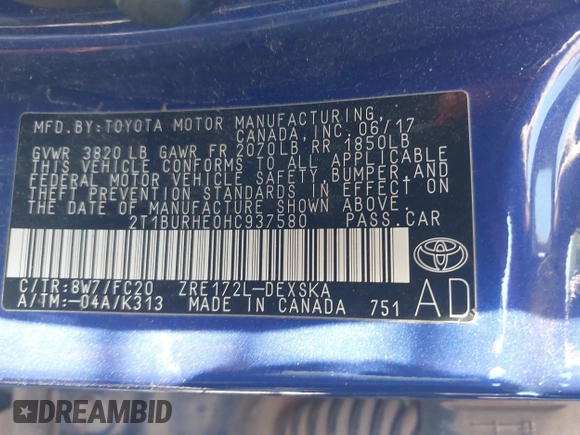 MFD.BY:TOYOTA MOTOR MANUFACTURING,
CANADA, INC. 06/17
GVWR 3820LB GAWR FR 2070LB RR 1850LB
THIS VEHICLE CONFORMS TO ALL APPLICABLE
FEDERAL MOTOR VEHICLE SAFETY, BUMPER, AND
THEFT PREVENTION STANDARDS IN EFFECT ON
THE DATE OF MANUFACTURE SHOWN ABOVE.
2T1BURHE0HC937580 PASS.CAR
C/TR:8W7/FC20 ZRE172L-DEXSKA
A/TM:-04A/K313 MADE IN CANADA 751
TOYOTA
AD
DREAMBID